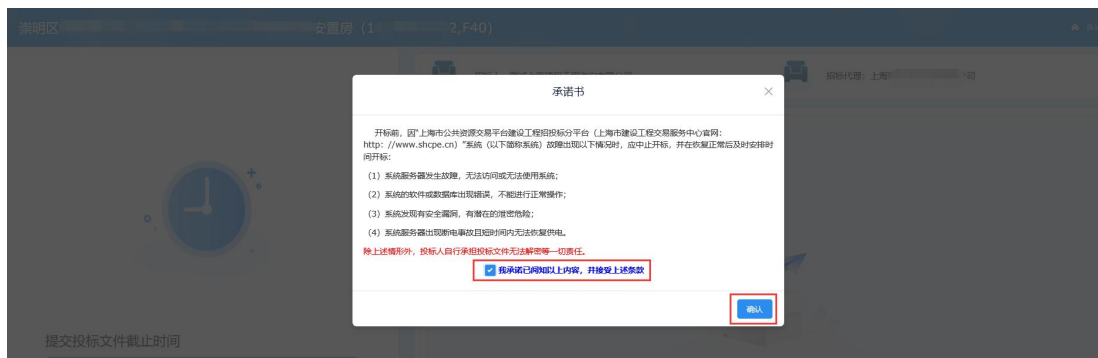 崇明区
安置房（1
2,F40）
招标代理：上海
司
承诺书
开标前，因"上海市公共资源交易平台建设工程招投标分平台（上海市建设工程交易服务中心官网：
http：//www.shcpe.cn）"系统（以下简称系统）故障出现以下情况时，应中止开标，并在恢复正常后及时安排时
间开标：
（1）系统服务器发生故障，无法访问或无法使用系统；
（2）系统的软件或数据库出现错误，不能进行正常操作；
（3）系统发现有安全漏洞，有潜在的泄密危险；
（4）系统服务器出现断电事故且短时间内无法恢复供电。
除上述情形外，投标人自行承担投标文件无法解密等一切责任。
我承诺已阅知以上内容，并接受上述条款
确认
提交投标文件截止时间